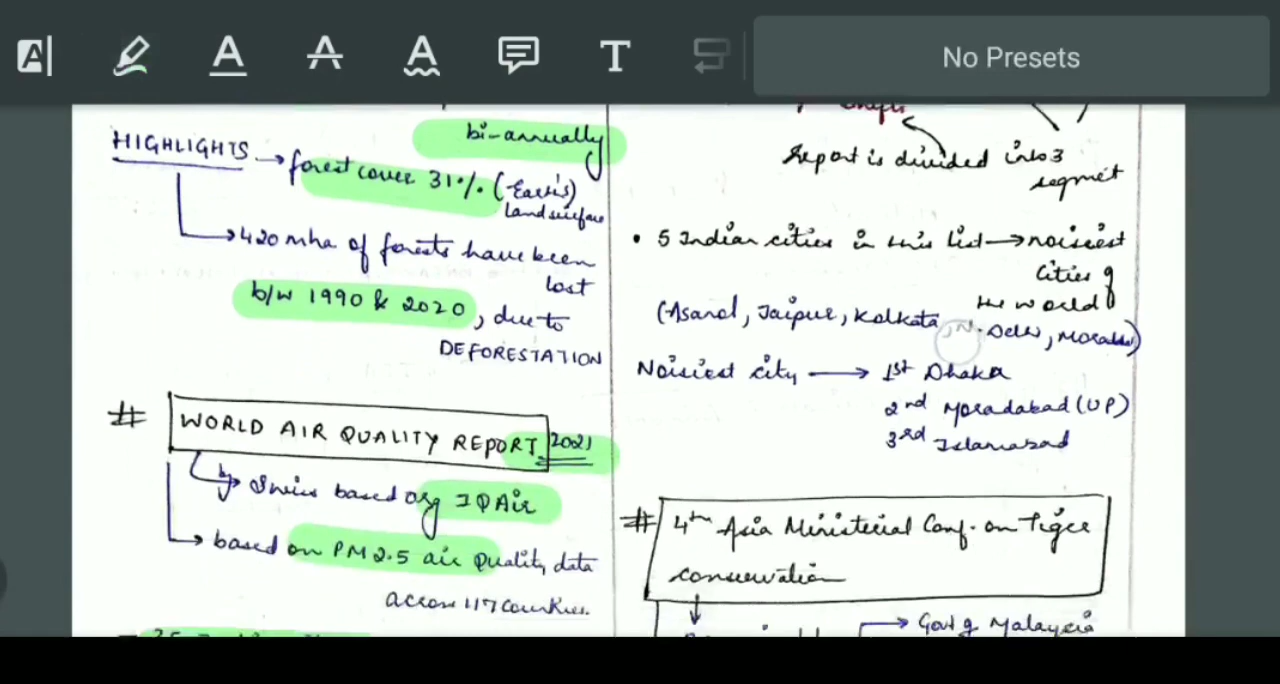 No Presets
bi-annually
HIGHLIGHTS → forest cover 31% (Earth's)
land surface
→ 420 mha of forests have been
lost
b/w 1990 & 2020, due to
DEFORESTATION
# WORLD AIR QUALITY REPORT 2021
by Swiss based org IQAir
→ based on PM 2.5 air Quality data
across 117 countries.
Report is divided into 3
segment
• 5 Indian cities in this list → noisiest
cities of
the world
(Asansol, Jaipur, Kolkata, N. Delhi, Moradabad)
Noisiest city → 1st Dhaka
2nd Moradabad (UP)
3rd Islamabad
# 4th Asia Ministerial Conf. on Tiger
conservation
→ Govt of Malaysia